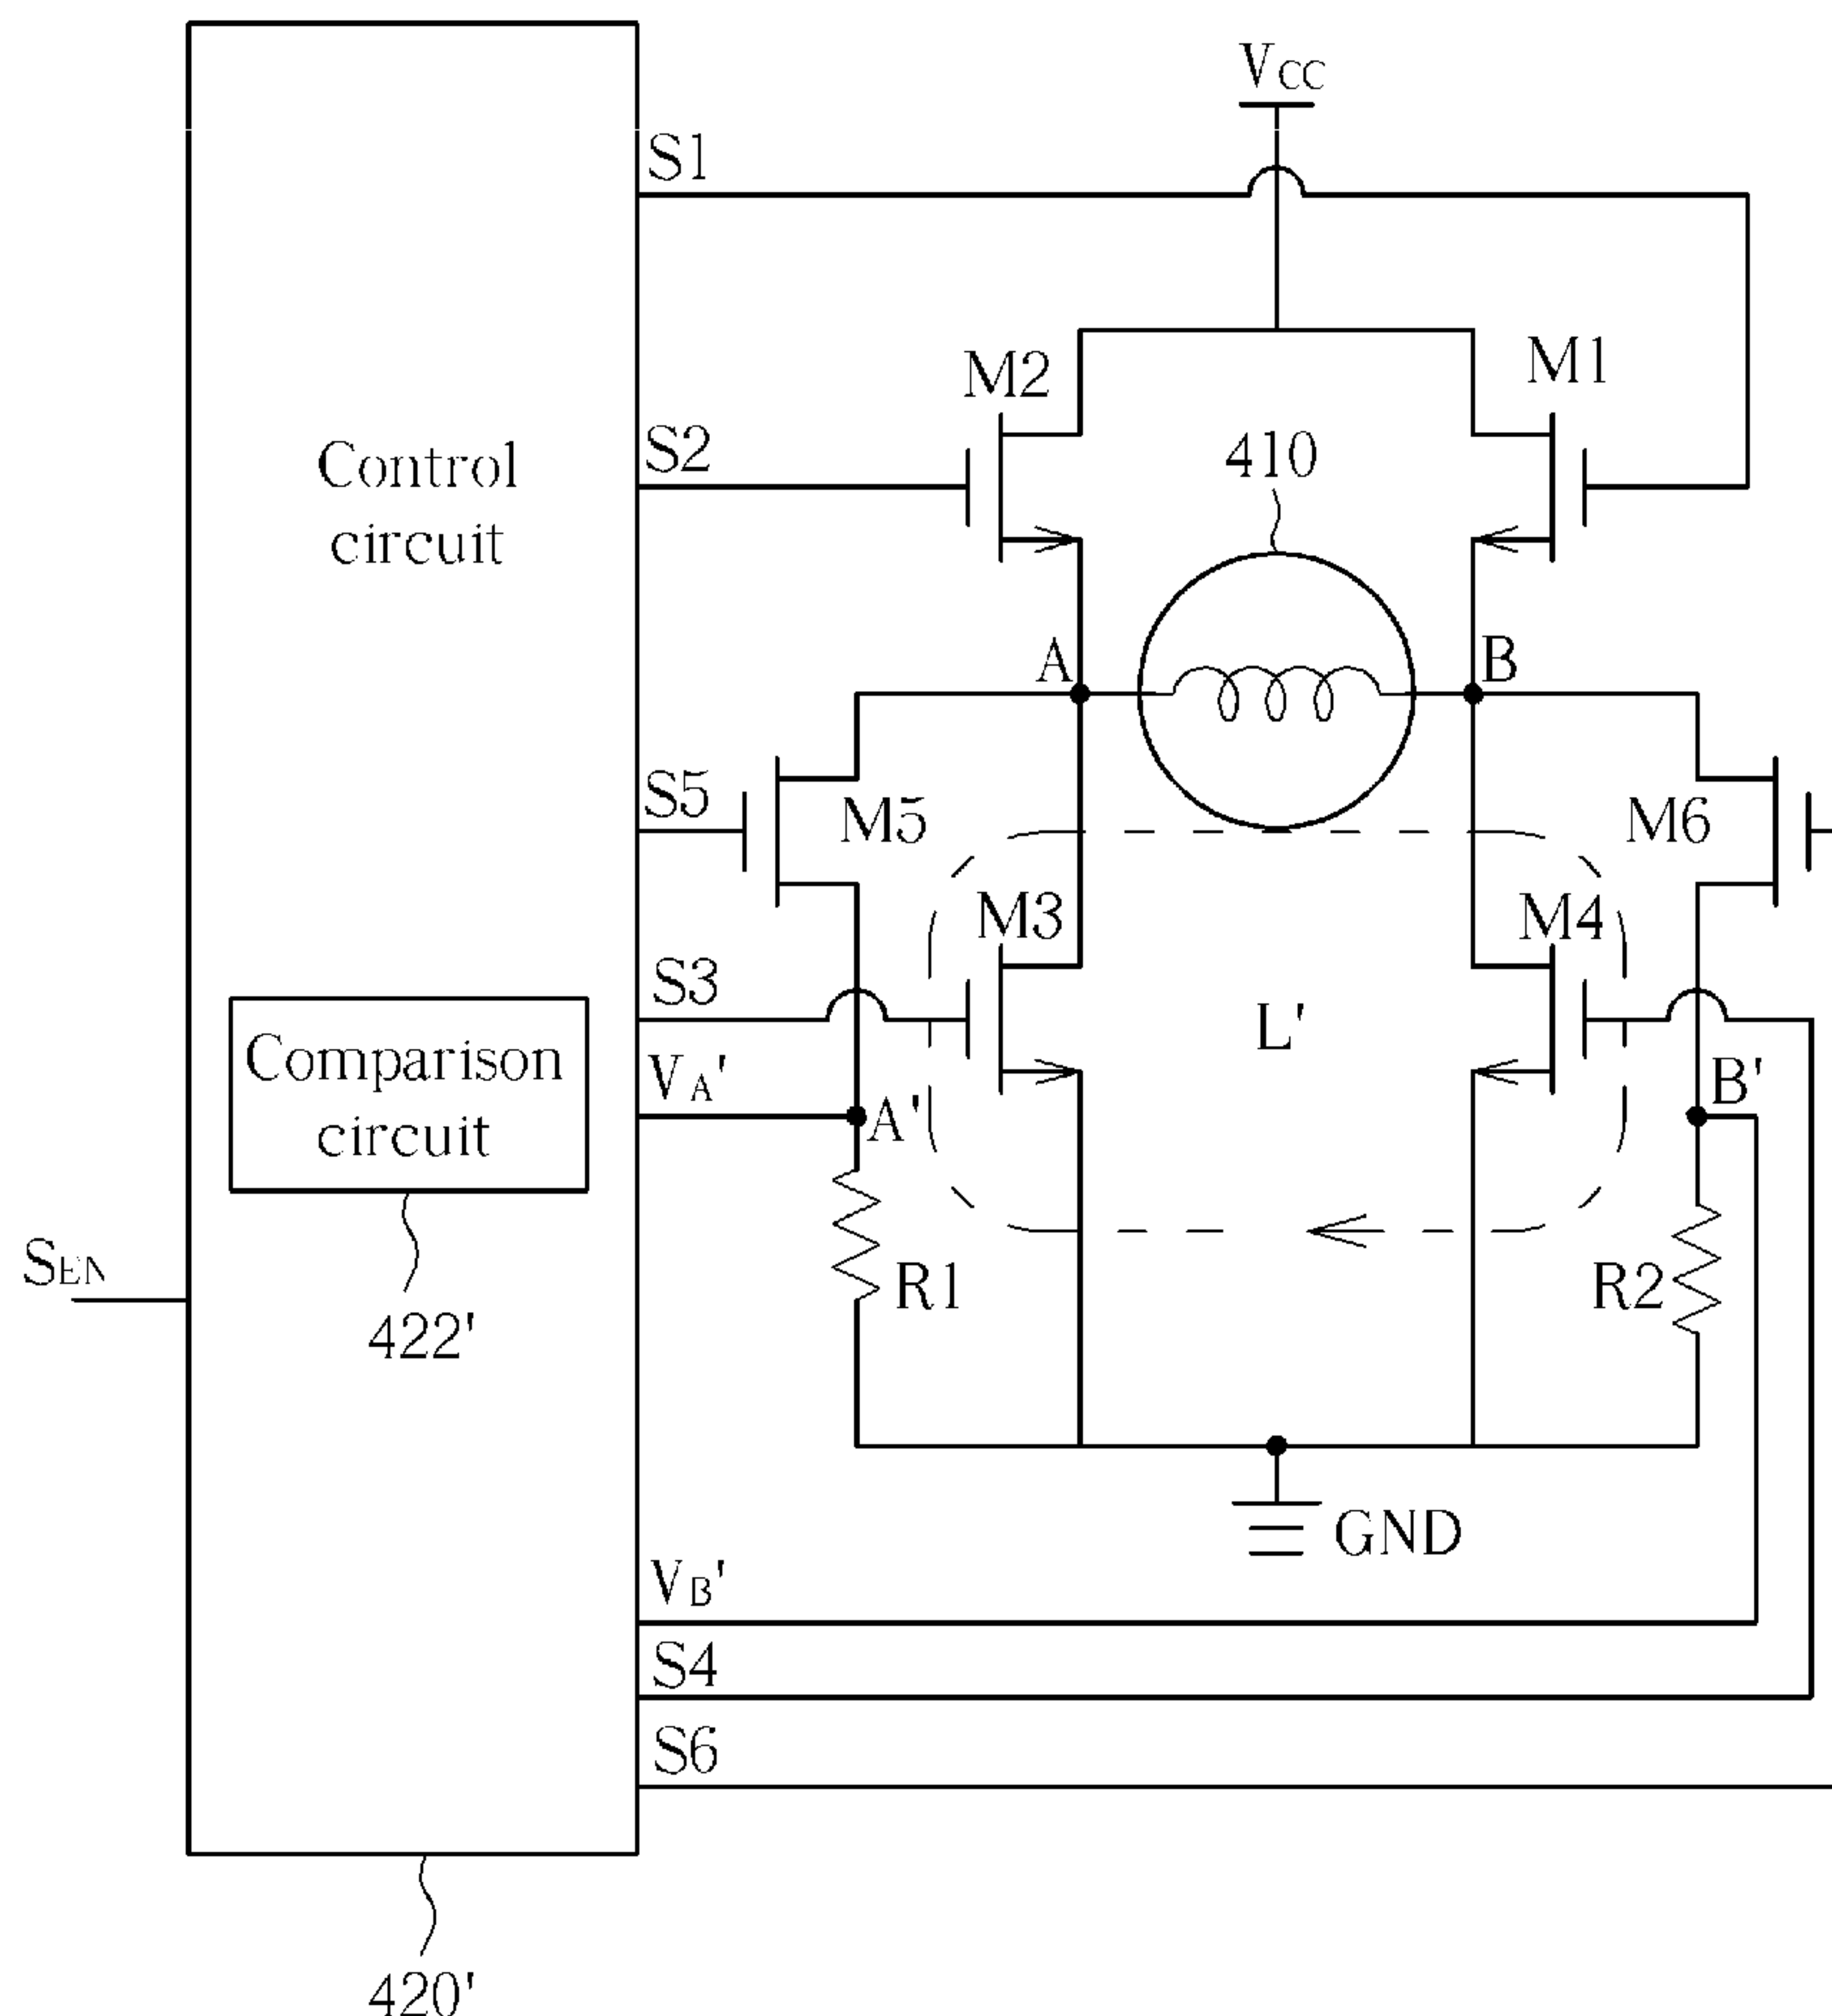 VCC
S1
M2
M1
S2
410
Control
circuit
A
B
S5
M5
M6
M3
M4
S3
L'
Comparison
circuit
VA'
A'
B'
SEN
R1
R2
422'
GND
VB'
S4
S6
420'